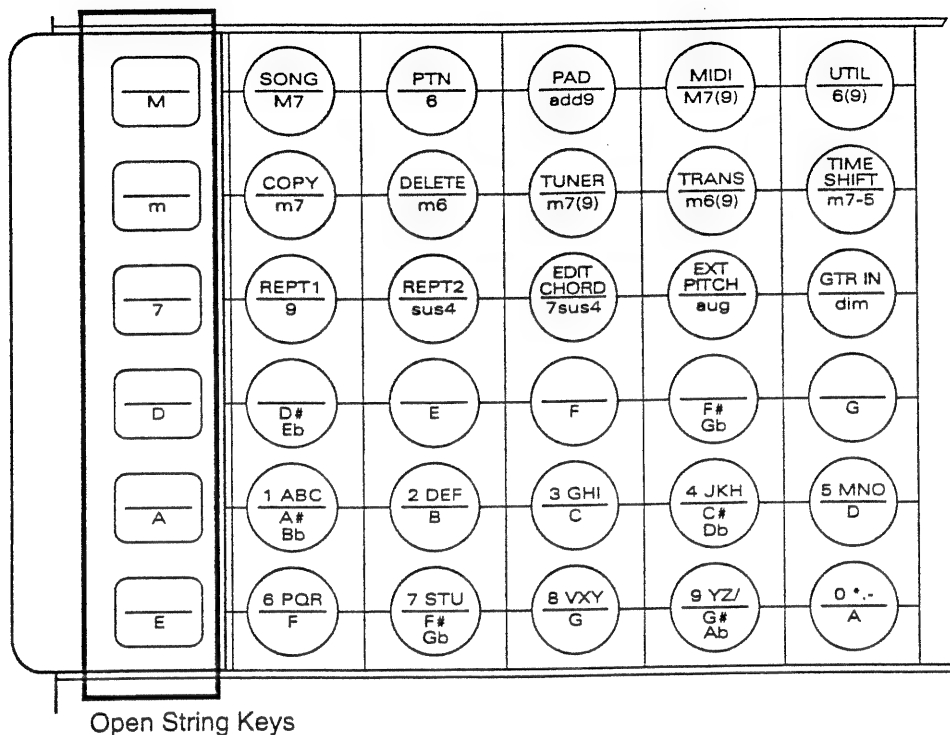 M
SONG
M7
PTN
6
PAD
add9
MIDI
M7(9)
UTIL
6(9)
m
COPY
m7
DELETE
m6
TUNER
m7(9)
TRANS
m6(9)
TIME
SHIFT
m7-5
7
REPT1
9
REPT2
sus4
EDIT
CHORD
7sus4
EXT
PITCH
aug
GTR IN
dim
D
D#
Eb
E
F
F#
Gb
G
A
1 ABC
A#
Bb
2 DEF
B
3 GHI
C
4 JKH
C#
Db
5 MNO
D
E
6 PQR
F
7 STU
F#
Gb
8 VXY
G
9 YZ/
G#
Ab
0 *.-
A
Open String Keys